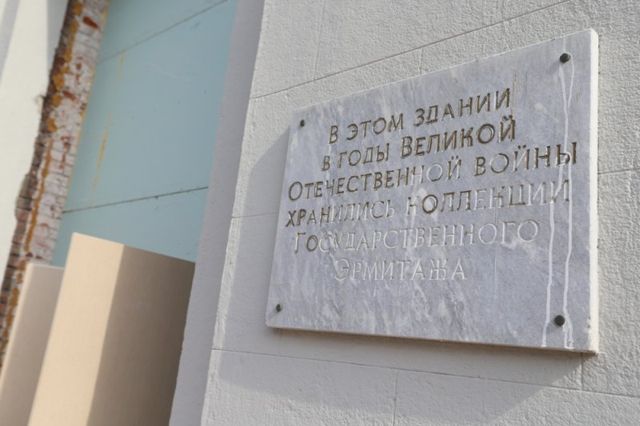 В ЭТОМ ЗДАНИИ
В ГОДЫ ВЕЛИКОЙ
ОТЕЧЕСТВЕННОЙ ВОЙНЫ
ХРАНИЛИСЬ КОЛЛЕКЦИИ
ГОСУДАРСТВЕННОГО
ЭРМИТАЖА